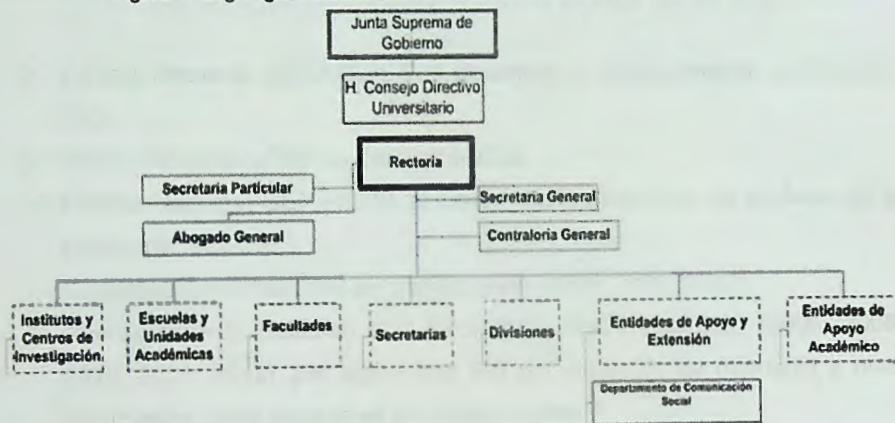 Junta Suprema de
Gobierno
H. Consejo Directivo
Universitario
Rectoria
Secretaria Particular
Secretaria General
Abogado General
Contraloria General
Institutos y
Centros de
Investigación
Escuelas y
Unidades
Académicas
Facultades
Secretarias
Divisiones
Entidades de Apoyo y
Extensión
Entidades de
Apoyo
Académico
Departamento de Comunicación
Social